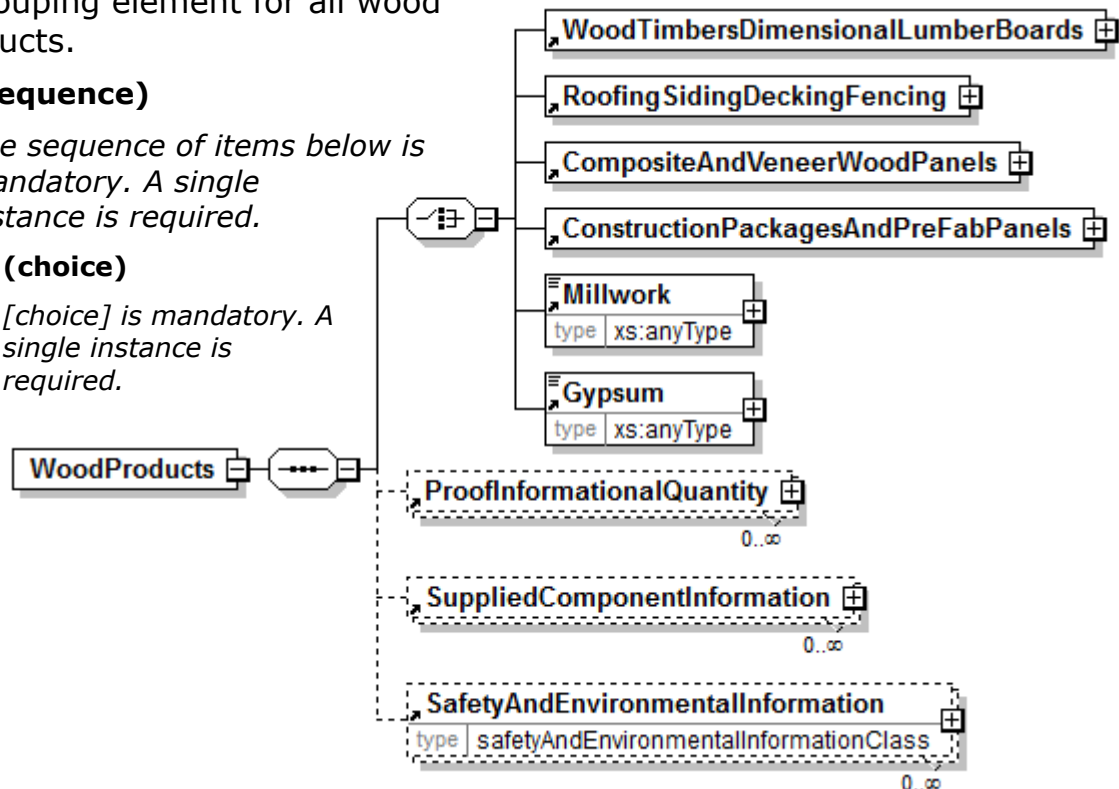 ouping element for all wood
ucts.
equence)
e sequence of items below is
andatory. A single
stance is required.
(choice)
[choice] is mandatory. A
single instance is
required.
WoodTimbersDimensionalLumberBoards
RoofingSidingDeckingFencing
CompositeAndVeneerWoodPanels
ConstructionPackagesAndPreFabPanels
Millwork
type xs:anyType
Gypsum
type xs:anyType
WoodProducts
ProofInformationalQuantity
0..∞
SuppliedComponentInformation
0..∞
SafetyAndEnvironmentalInformation
type safetyAndEnvironmentalInformationClass
0..∞